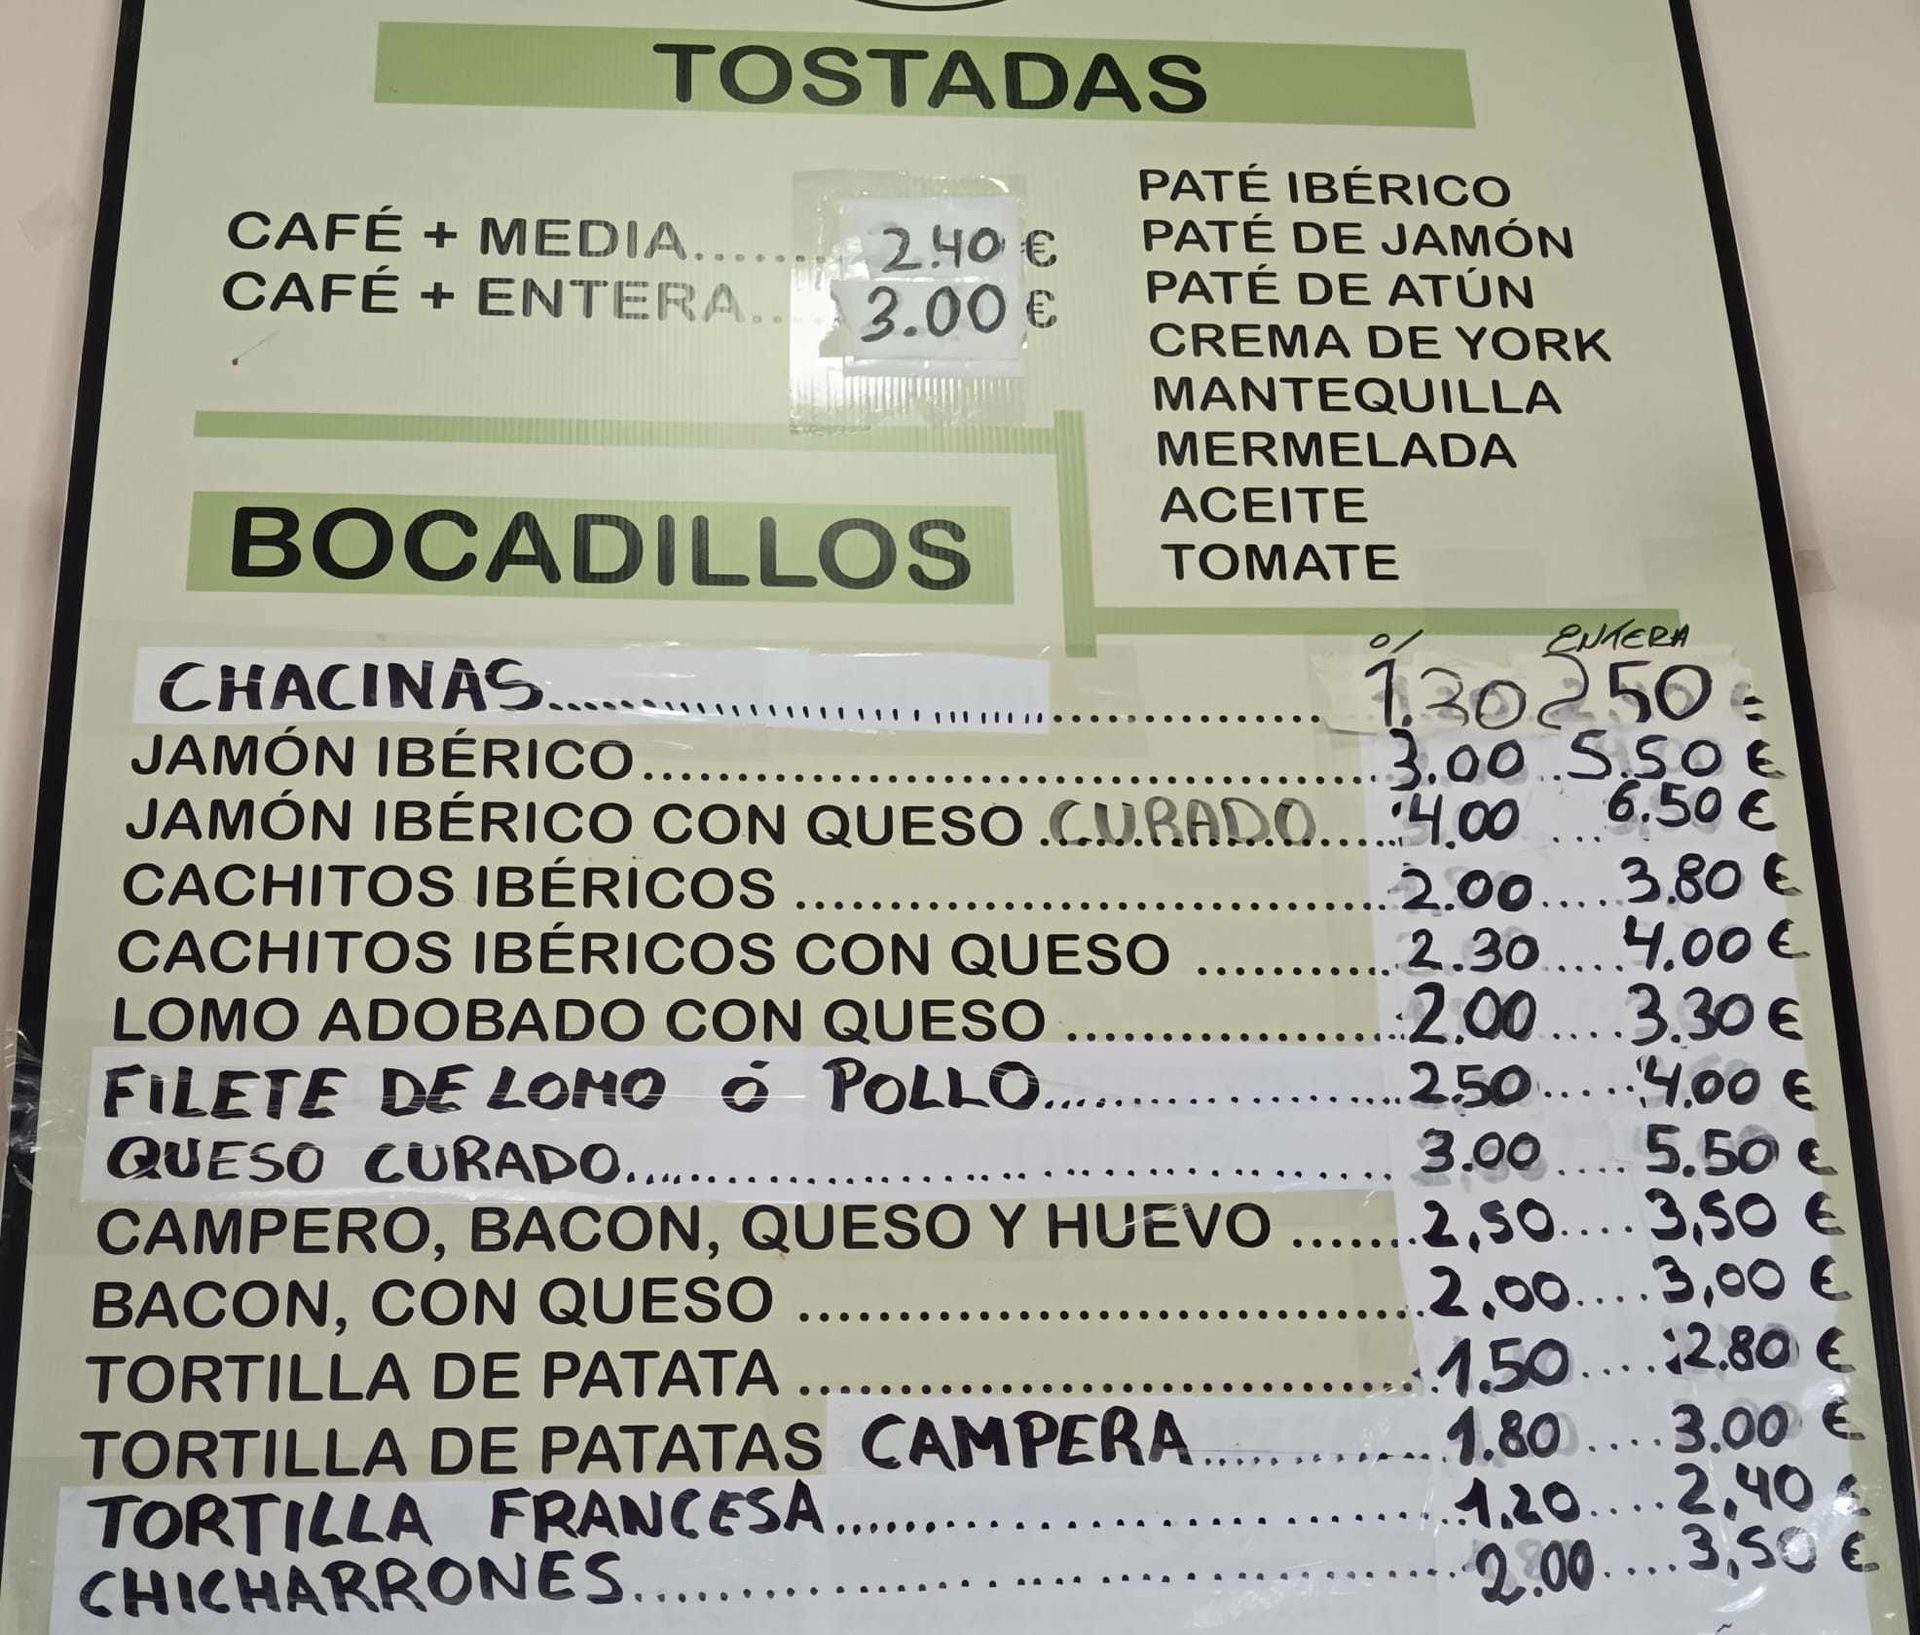 TOSTADAS
CAFÉ + MEDIA............ 2.40 €
CAFÉ + ENTERA.......... 3.00 €
PATÉ IBÉRICO
PATÉ DE JAMÓN
PATÉ DE ATÚN
CREMA DE YORK
MANTEQUILLA
MERMELADA
ACEITE
TOMATE
BOCADILLOS
ENTERA
CHACINAS.......................... 1.30 250 €
JAMÓN IBÉRICO.......................... 3.00 .. 5.50 €
JAMÓN IBÉRICO CON QUESO CURADO..... 4.00 ... 6.50 €
CACHITOS IBÉRICOS .......................... 2.00..... 3.80 €
CACHITOS IBÉRICOS CON QUESO .......... 2.30..... 4.00 €
LOMO ADOBADO CON QUESO ............... 2.00.... 3.30 €
FILETE DE LOMO Ó POLLO.................... 2.50..... 4.00 €
QUESO CURADO.......................... 3.00.... 5.50 €
CAMPERO, BACON, QUESO Y HUEVO ....... 2,50.... 3,50 €
BACON, CON QUESO .......................... 2,00.... 3,00 €
TORTILLA DE PATATA .......................... 1.50.... 2.80 €
TORTILLA DE PATATAS CAMPERA............... 1.80.... 3.00 €
TORTILLA FRANCESA.......................... 1,20.... 2,40 €
CHICHARRONES.......................... 2.00.... 3,50 €